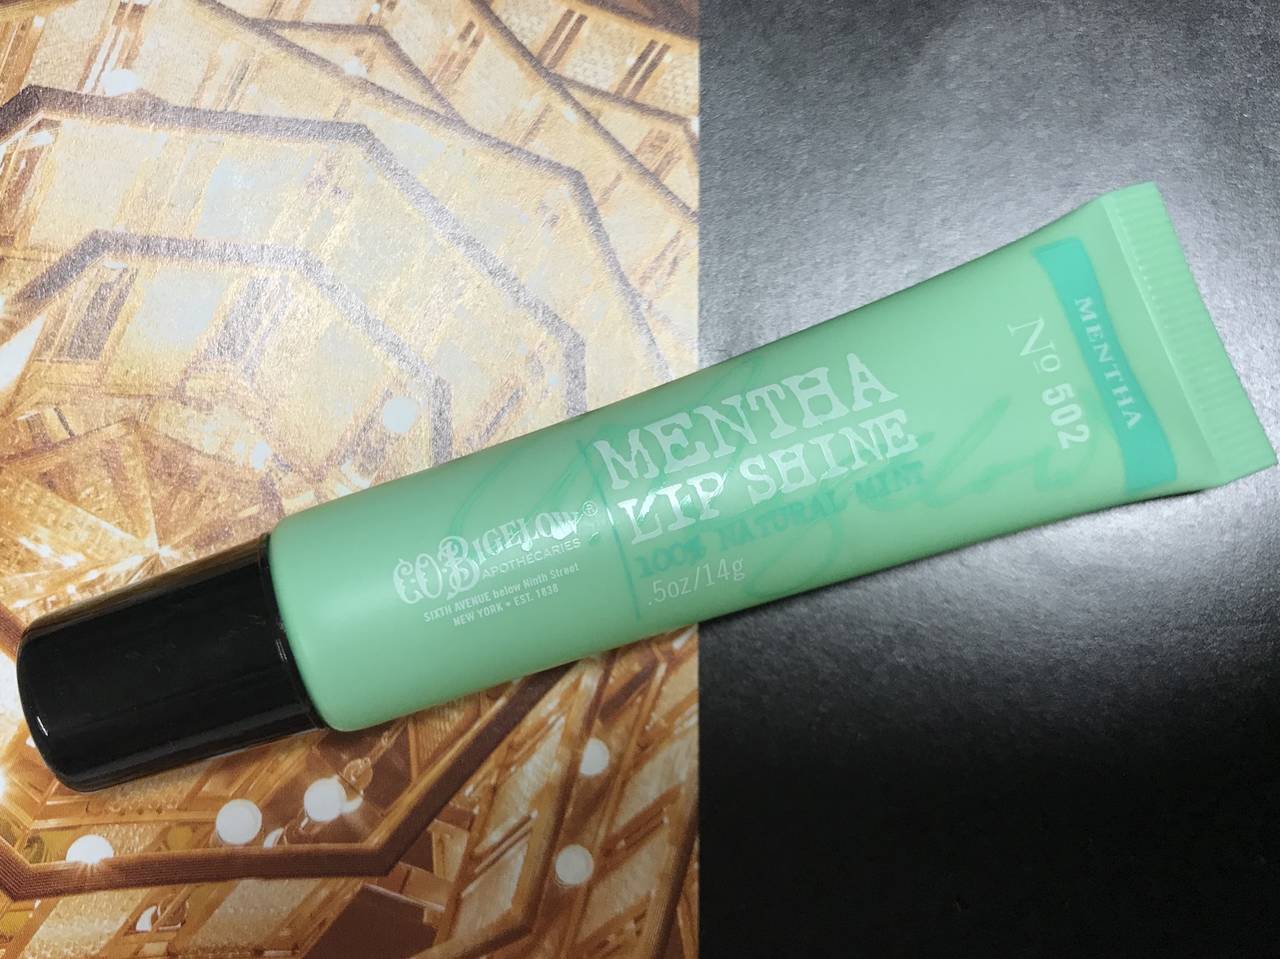 C.O. BIGELOW®
APOTHECARIES
SIXTH AVENUE below Ninth Street
NEW YORK • EST. 1838
MENTHA
LIP SHINE
100% NATURAL MINT
.5oz/14g
No 502
MENTHA